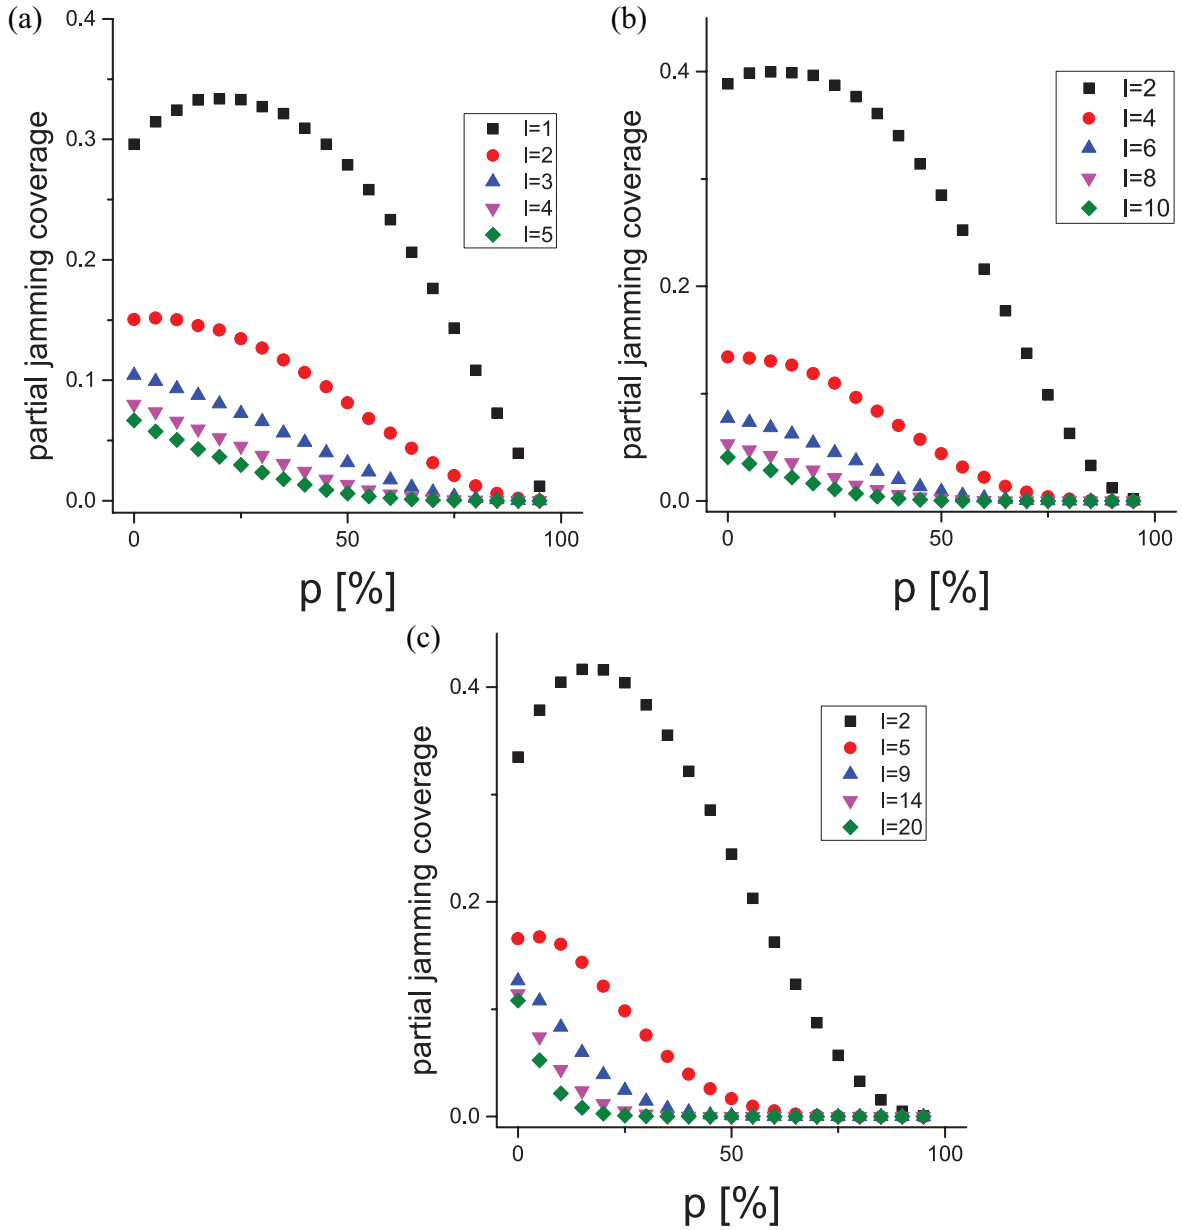 (a)
partial jamming coverage
0.4
0.3
0.2
0.1
0.0
l=1
l=2
l=3
l=4
l=5
0
50
100
p [%]
(b)
partial jamming coverage
0.4
0.2
0.0
l=2
l=4
l=6
l=8
l=10
0
50
100
p [%]
(c)
partial jamming coverage
0.4
0.2
0.0
l=2
l=5
l=9
l=14
l=20
0
50
100
p [%]